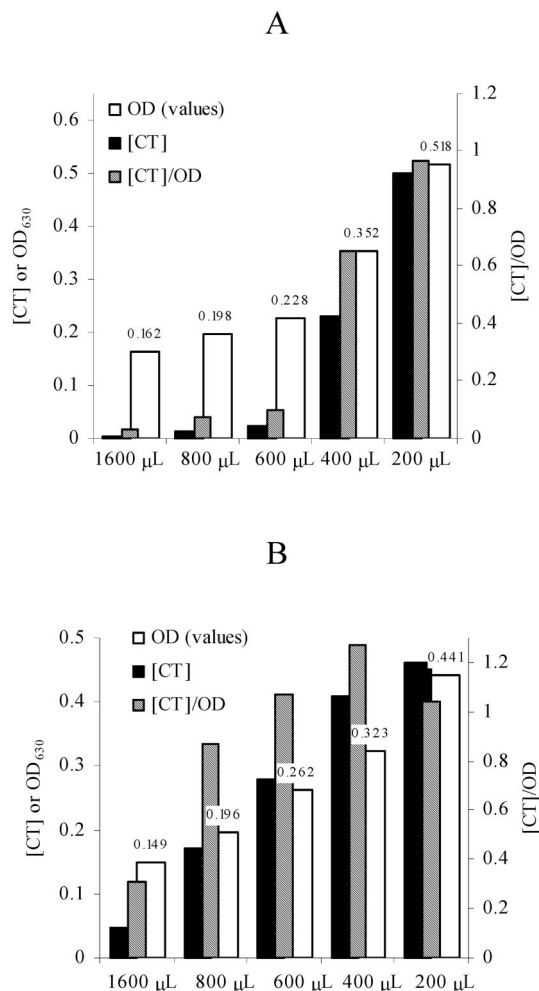 A
OD (values)
[CT]
[CT]/OD
[CT] or OD630
0.6
0.5
0.4
0.3
0.2
0.1
0
1.2
1
0.8
0.6
0.4
0.2
0
[CT]/OD
0.162
0.198
0.228
0.352
0.518
1600 µL
800 µL
600 µL
400 µL
200 µL
B
OD (values)
[CT]
[CT]/OD
[CT] or OD630
0.5
0.4
0.3
0.2
0.1
0
1.2
1
0.8
0.6
0.4
0.2
0
[CT]/OD
0.149
0.196
0.262
0.323
0.441
1600 µL
800 µL
600 µL
400 µL
200 µL